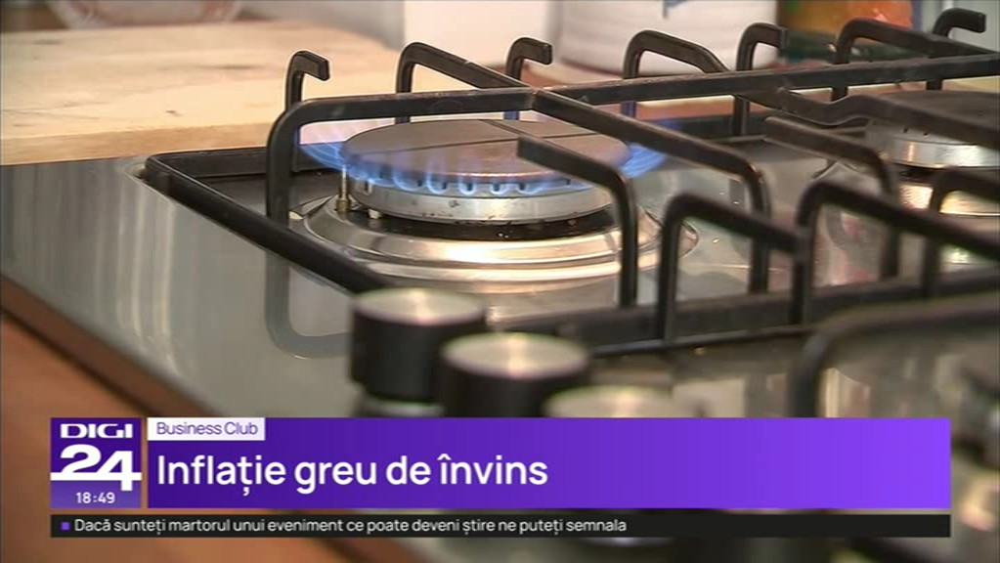 DIGI
24
18:49
Business Club
Inflație greu de învins
Dacă sunteți martorul unui eveniment ce poate deveni știre ne puteți semnala